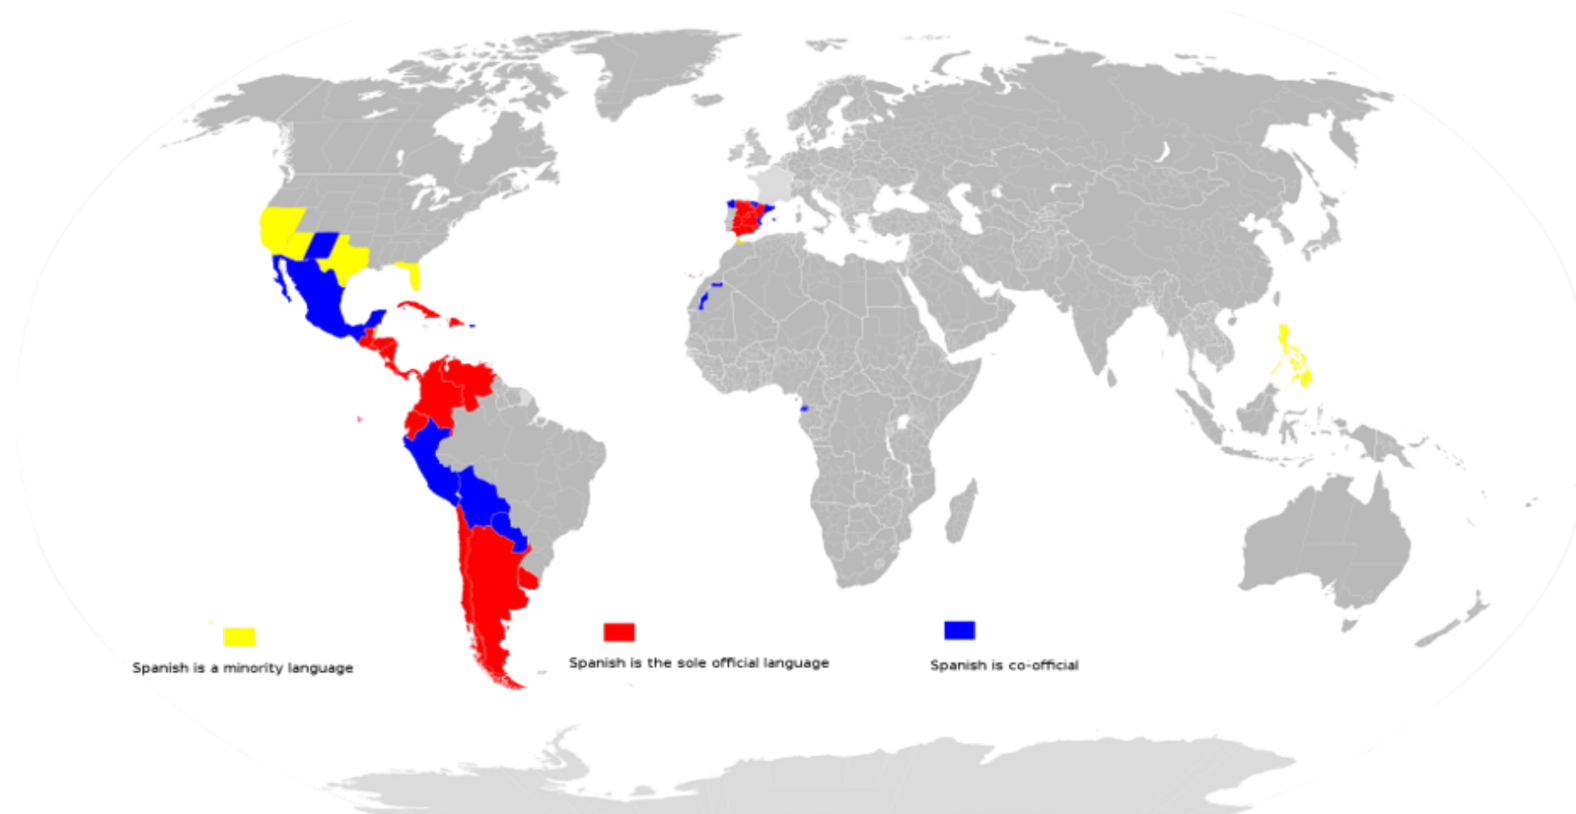 Spanish is a minority language
Spanish is the sole official language
Spanish is co-official